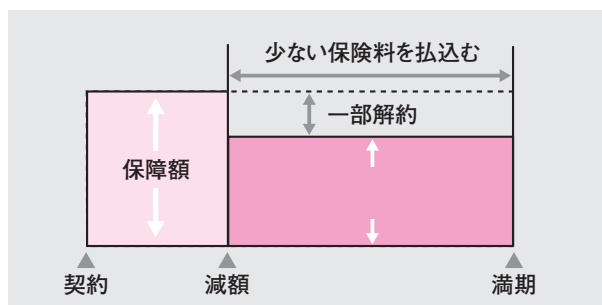 少ない保険料を払込む
一部解約
保障額
契約
減額
満期